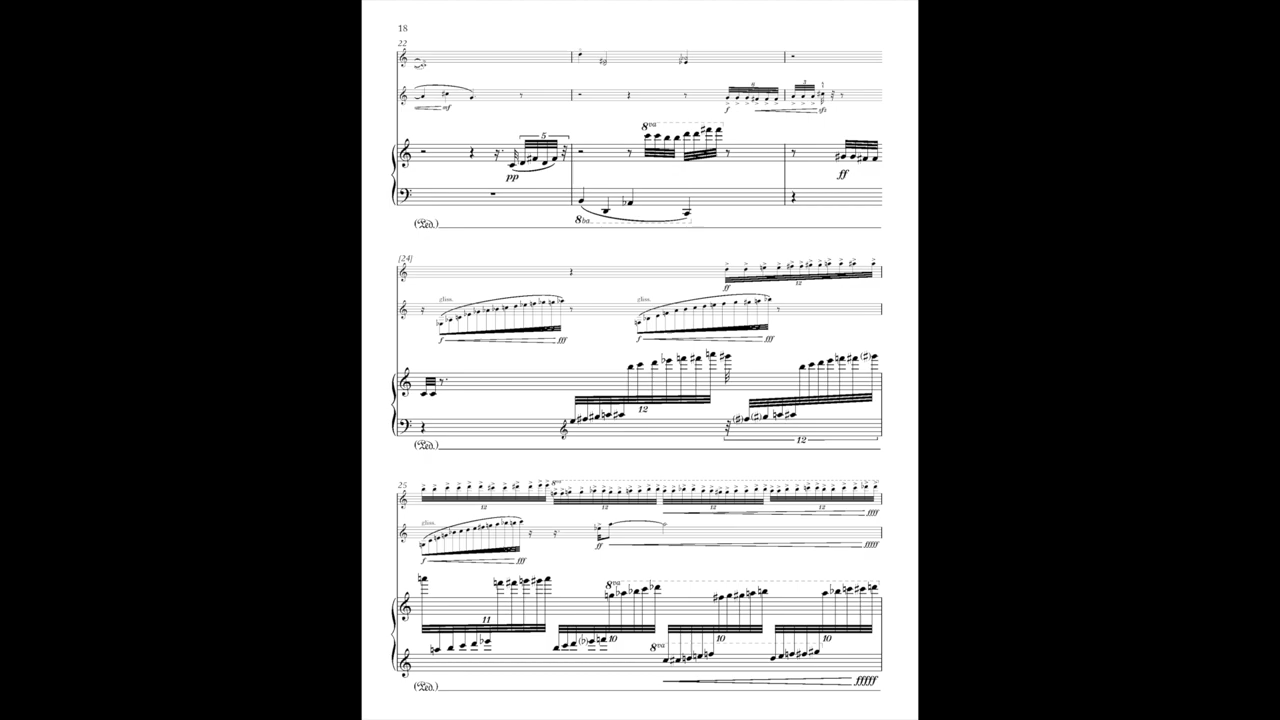 18
22
mf
f
6
3
sfz
5
pp
8va
ff
8ba
(Ped.)
[24]
ff
12
gliss.
gliss.
f
fff
f
fff
12
12
(Ped.)
25
8va
12
12
12
12
ffff
gliss.
f
fff
ff
fffff
8va
11
10
10
10
8va
fffff
(Ped.)